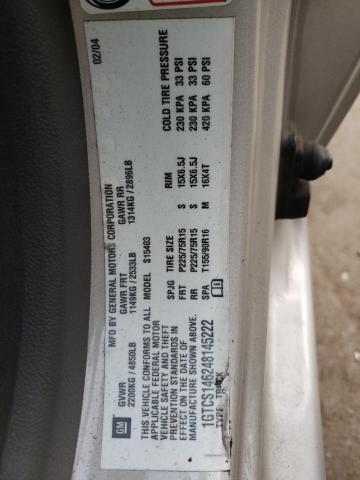 GM
MFD BY GENERAL MOTORS CORPORATION
02/04
GVWR GAWR FRT GAWR RR
2200KG / 4850LB 1149KG / 2533LB 1314KG / 2896LB
THIS VEHICLE CONFORMS TO ALL
APPLICABLE FEDERAL MOTOR
VEHICLE SAFETY AND THEFT
PREVENTION STANDARDS IN
EFFECT ON THE DATE OF
MANUFACTURE SHOWN ABOVE.
1GTCS146248145222
TYPE: TRUCK
MODEL: S15403
SPJG TIRE SIZE RIM COLD TIRE PRESSURE
FRT P225/75R15 S 15X6.5J 230 KPA 33 PSI
RR P225/75R15 S 15X6.5J 230 KPA 33 PSI
SPA T155/90R16 M 16X4T 420 KPA 60 PSI